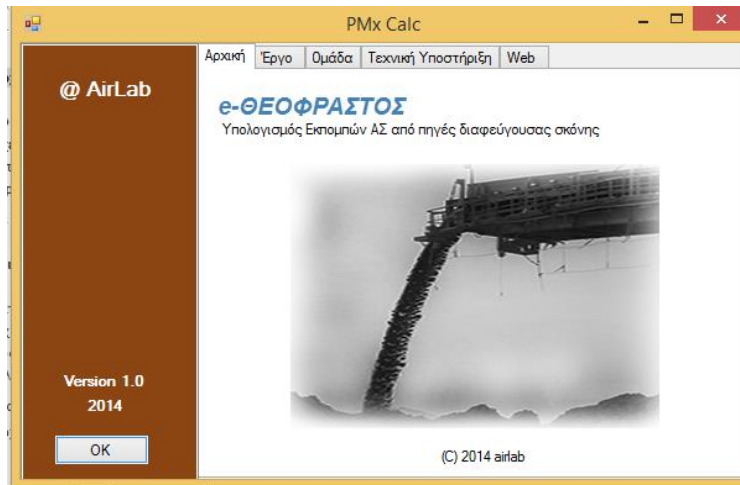 PMx Calc
@ AirLab
Αρχική Έργο Ομάδα Τεχνική Υποστήριξη Web
e-ΘΕΟΦΡΑΣΤΟΣ
Υπολογισμός Εκπομπών ΑΣ από πηγές διαφεύγουσας σκόνης
Version 1.0
2014
OK
(C) 2014 airlab